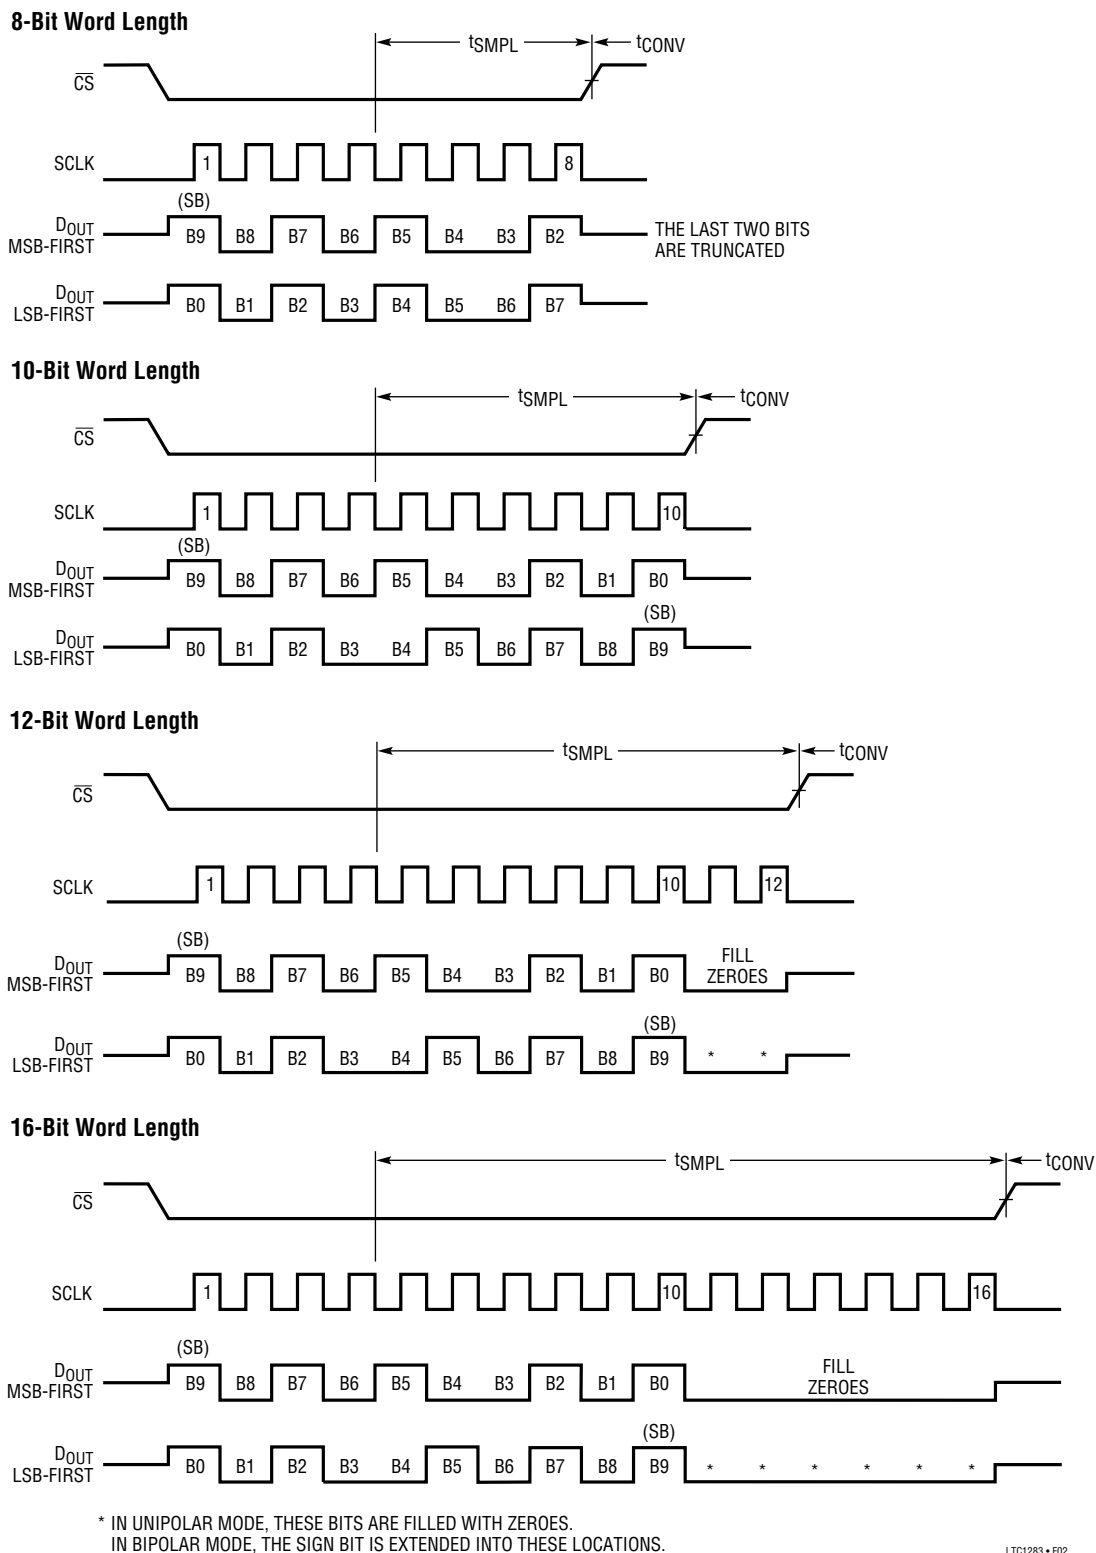 8-Bit Word Length
tSMPL tCONV
CS
SCLK 1 8
(SB)
DOUT
MSB-FIRST B9 B8 B7 B6 B5 B4 B3 B2 THE LAST TWO BITS
ARE TRUNCATED
DOUT
LSB-FIRST B0 B1 B2 B3 B4 B5 B6 B7
10-Bit Word Length
tSMPL tCONV
CS
SCLK 1 10
(SB)
DOUT
MSB-FIRST B9 B8 B7 B6 B5 B4 B3 B2 B1 B0
(SB)
DOUT
LSB-FIRST B0 B1 B2 B3 B4 B5 B6 B7 B8 B9
12-Bit Word Length
tSMPL tCONV
CS
SCLK 1 10 12
(SB)
DOUT
MSB-FIRST B9 B8 B7 B6 B5 B4 B3 B2 B1 B0 FILL
ZEROES
(SB)
DOUT
LSB-FIRST B0 B1 B2 B3 B4 B5 B6 B7 B8 B9 * *
16-Bit Word Length
tSMPL tCONV
CS
SCLK 1 10 16
(SB)
DOUT
MSB-FIRST B9 B8 B7 B6 B5 B4 B3 B2 B1 B0 FILL
ZEROES
(SB)
DOUT
LSB-FIRST B0 B1 B2 B3 B4 B5 B6 B7 B8 B9 * * * * * *
* IN UNIPOLAR MODE, THESE BITS ARE FILLED WITH ZEROES.
IN BIPOLAR MODE, THE SIGN BIT IS EXTENDED INTO THESE LOCATIONS.
LTC1283 • F02